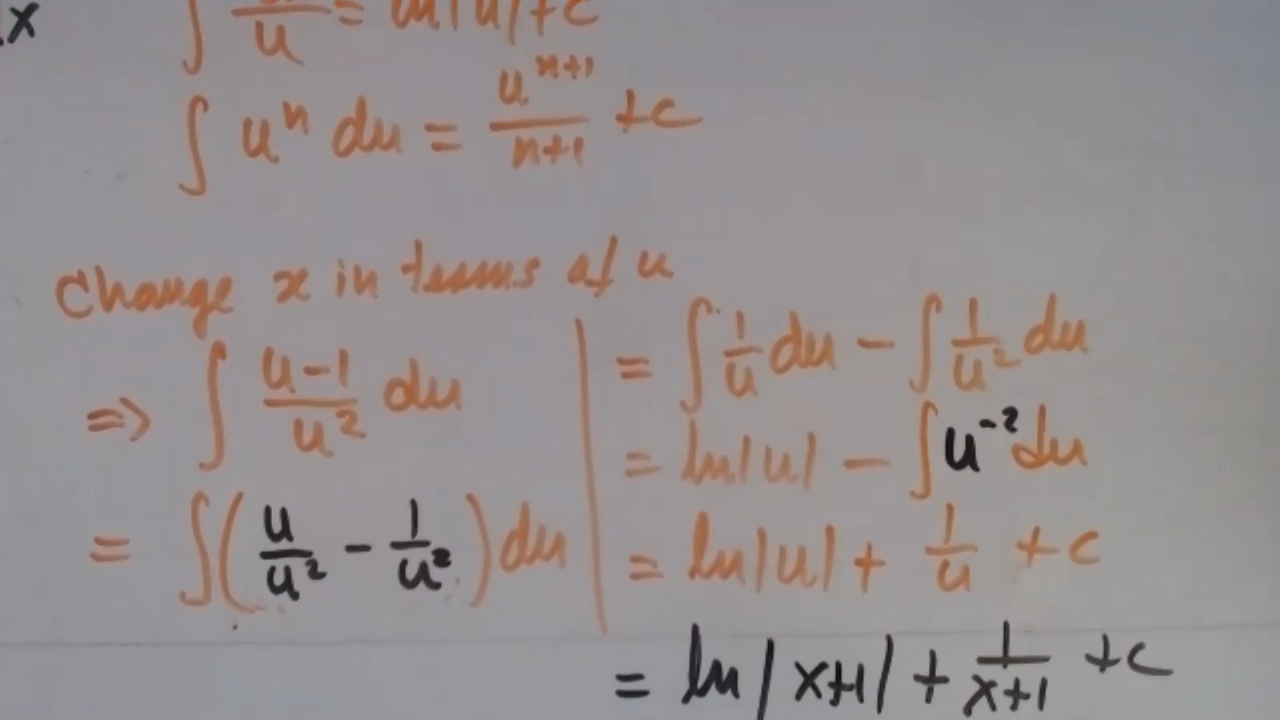 x
∫ du/u = ln|u| + c
∫ uⁿ du = uⁿ⁺¹/(n+1) + c
Change x in terms of u
⇒ ∫ (u-1)/u² du
= ∫ (u/u² - 1/u²) du
= ∫ 1/u du - ∫ 1/u² du
= ln|u| - ∫ u⁻² du
= ln|u| + 1/u + c
= ln|x+1| + 1/(x+1) + c